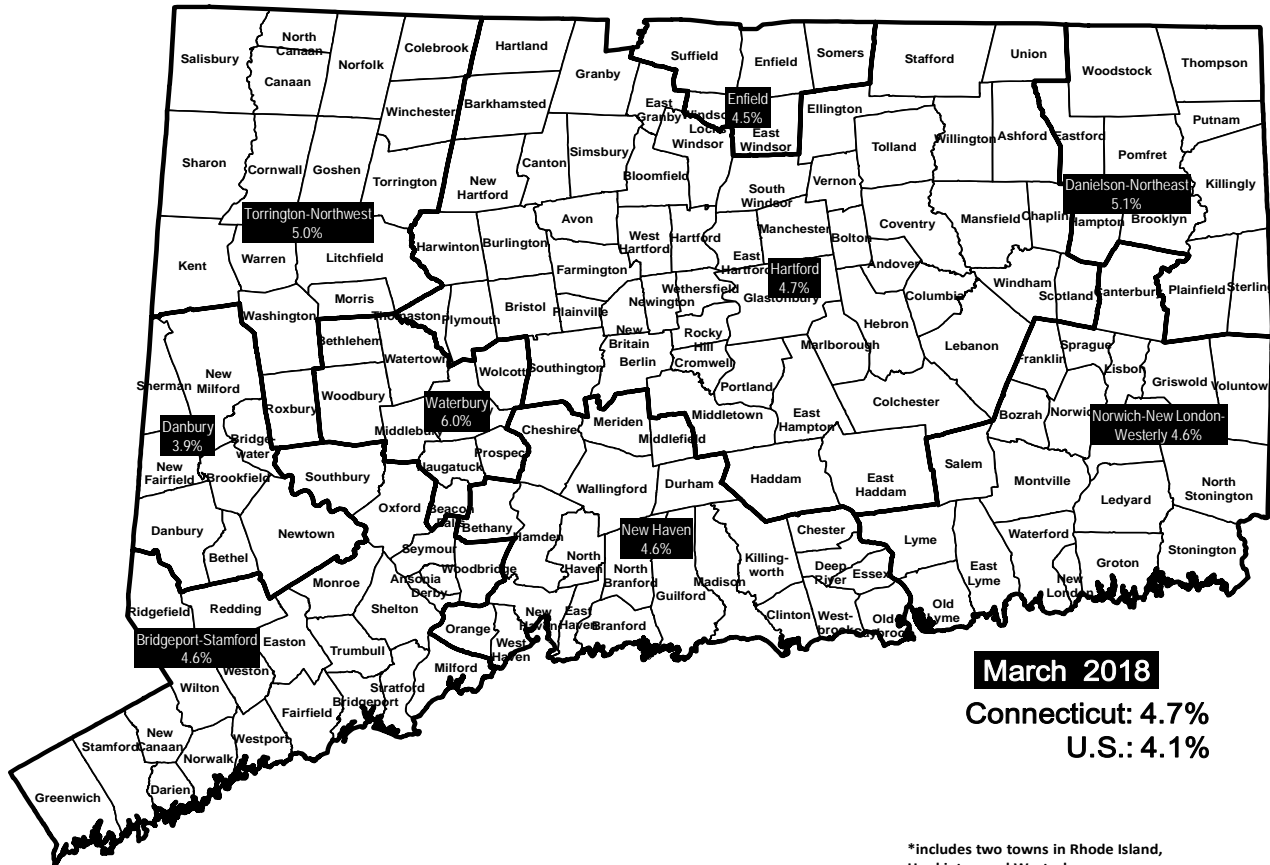 Salisbury
North
Canaan
Canaan
Norfolk
Colebrook
Hartland
Granby
Suffield
Enfield
Somers
Stafford
Union
Woodstock
Thompson
Winchester
Barkhamsted
East
Granby
Windsor
Locks
Enfield
4.5%
East
Windsor
Ellington
Putnam
Sharon
Cornwall
Goshen
Torrington
New
Hartford
Canton
Simsbury
Bloomfield
Windsor
South
Windsor
Vernon
Tolland
Willington
Ashford
Eastford
Pomfret
Killingly
Torrington-Northwest
5.0%
Danielson-Northeast
5.1%
Kent
Warren
Litchfield
Harwinton
Burlington
Avon
West
Hartford
Hartford
East
Hartford
Manchester
Bolton
Coventry
Mansfield
Chaplin
Hampton
Brooklyn
Farmington
Hartford
4.7%
Andover
Columbia
Windham
Scotland
Canterbury
Plainfield
Sterling
Washington
Morris
Thomaston
Plymouth
Bristol
Plainville
Newington
Wethersfield
Glastonbury
Hebron
Lebanon
Bethlehem
Watertown
New
Britain
Berlin
Rocky
Hill
Cromwell
Marlborough
Franklin
Sprague
Lisbon
Griswold
Voluntown
Sherman
New
Milford
Roxbury
Woodbury
Wolcott
Southington
Portland
Colchester
Bozrah
Norwich
Norwich-New London-
Westerly 4.6%
Danbury
3.9%
Bridge-
water
Waterbury
6.0%
Middlebury
Cheshire
Meriden
Middlefield
Middletown
East
Hampton
New
Fairfield
Brookfield
Southbury
Naugatuck
Prospect
Wallingford
Durham
Haddam
East
Haddam
Salem
Montville
Ledyard
North
Stonington
Danbury
Bethel
Newtown
Oxford
Beacon
Falls
Bethany
Hamden
New Haven
4.6%
Chester
Lyme
Waterford
Stonington
Monroe
Seymour
Ansonia
Derby
Woodbridge
North
Haven
North
Branford
Guilford
Madison
Killing-
worth
Deep
River
Essex
East
Lyme
New
London
Groton
Ridgefield
Redding
Shelton
Orange
West
Haven
New
Haven
East
Haven
Branford
Clinton
West-
brook
Old
Saybrook
Old
Lyme
Bridgeport-Stamford
4.6%
Easton
Trumbull
Milford
Weston
Wilton
Fairfield
Bridgeport
Stratford
Stamford
New
Canaan
Norwalk
Westport
Greenwich
Darien
March 2018
Connecticut: 4.7%
U.S.: 4.1%
*includes two towns in Rhode Island,